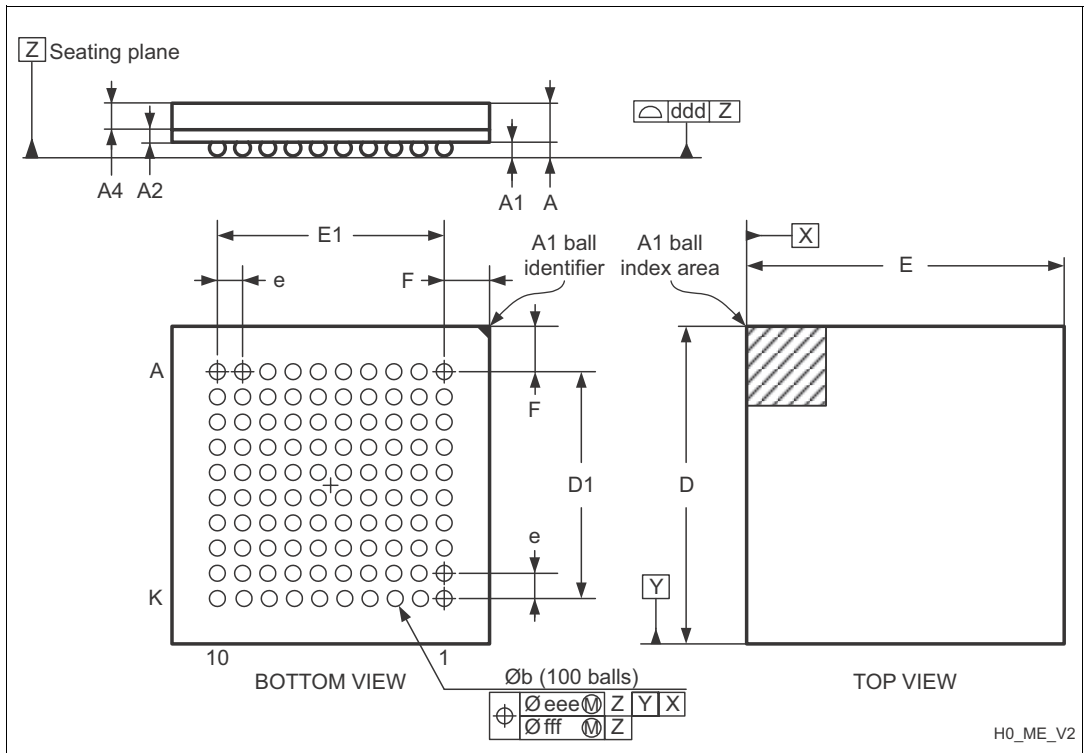 Z Seating plane
ddd Z
A4 A2 A1 A
E1
A1 ball identifier
A1 ball index area
X
e
F
E
A
F
D1
D
e
Y
K
10 1
BOTTOM VIEW
Øb (100 balls)
TOP VIEW
Ø eee Ⓜ Z Y X
Ø fff Ⓜ Z
H0_ME_V2